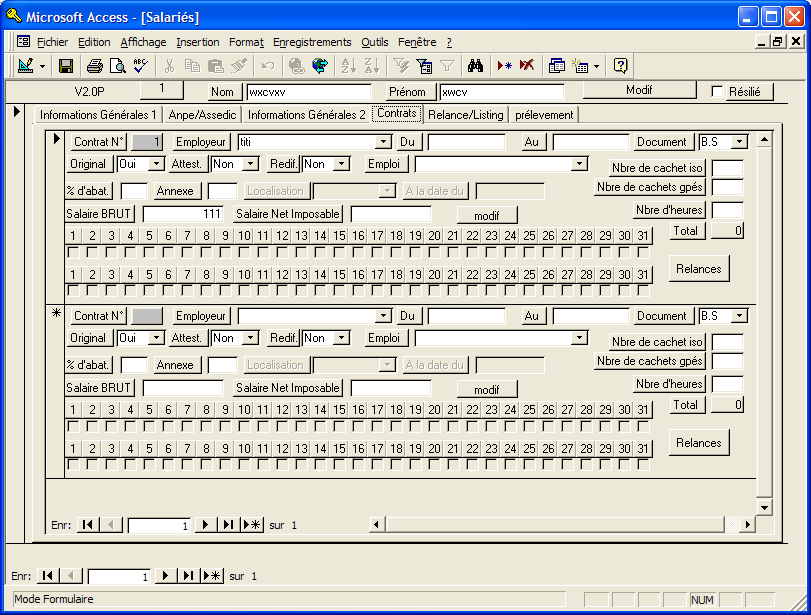 Microsoft Access - [Salariés]
Fichier Edition Affichage Insertion Format Enregistrements Outils Fenêtre ?
V2.0P 1 Nom wxcvxv Prénom xwcv Modif Résilié
Informations Générales 1 Anpe/Assedic Informations Générales 2 Contrats Relance/Listing prélevement
Contrat N° 1 Employeur titi Du Au Document B.S
Original Oui Attest. Non Redif. Non Emploi Nbre de cachet iso
% d'abat. Annexe Localisation A la date du Nbre de cachets gpés
Salaire BRUT 111 Salaire Net Imposable modif Nbre d'heures
1 2 3 4 5 6 7 8 9 10 11 12 13 14 15 16 17 18 19 20 21 22 23 24 25 26 27 28 29 30 31 Total 0
1 2 3 4 5 6 7 8 9 10 11 12 13 14 15 16 17 18 19 20 21 22 23 24 25 26 27 28 29 30 31 Relances
Contrat N° Employeur Du Au Document B.S
Original Oui Attest. Non Redif. Non Emploi Nbre de cachet iso
% d'abat. Annexe Localisation A la date du Nbre de cachets gpés
Salaire BRUT Salaire Net Imposable modif Nbre d'heures
1 2 3 4 5 6 7 8 9 10 11 12 13 14 15 16 17 18 19 20 21 22 23 24 25 26 27 28 29 30 31 Total 0
1 2 3 4 5 6 7 8 9 10 11 12 13 14 15 16 17 18 19 20 21 22 23 24 25 26 27 28 29 30 31 Relances
Enr: 1 sur 1
Enr: 1 sur 1
Mode Formulaire NUM